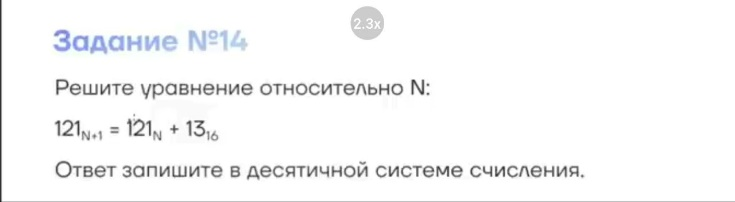 2.3x
Задание №14
Решите уравнение относительно N:
121ₙ₊₁ = 121ₙ + 13₁₆
Ответ запишите в десятичной системе счисления.